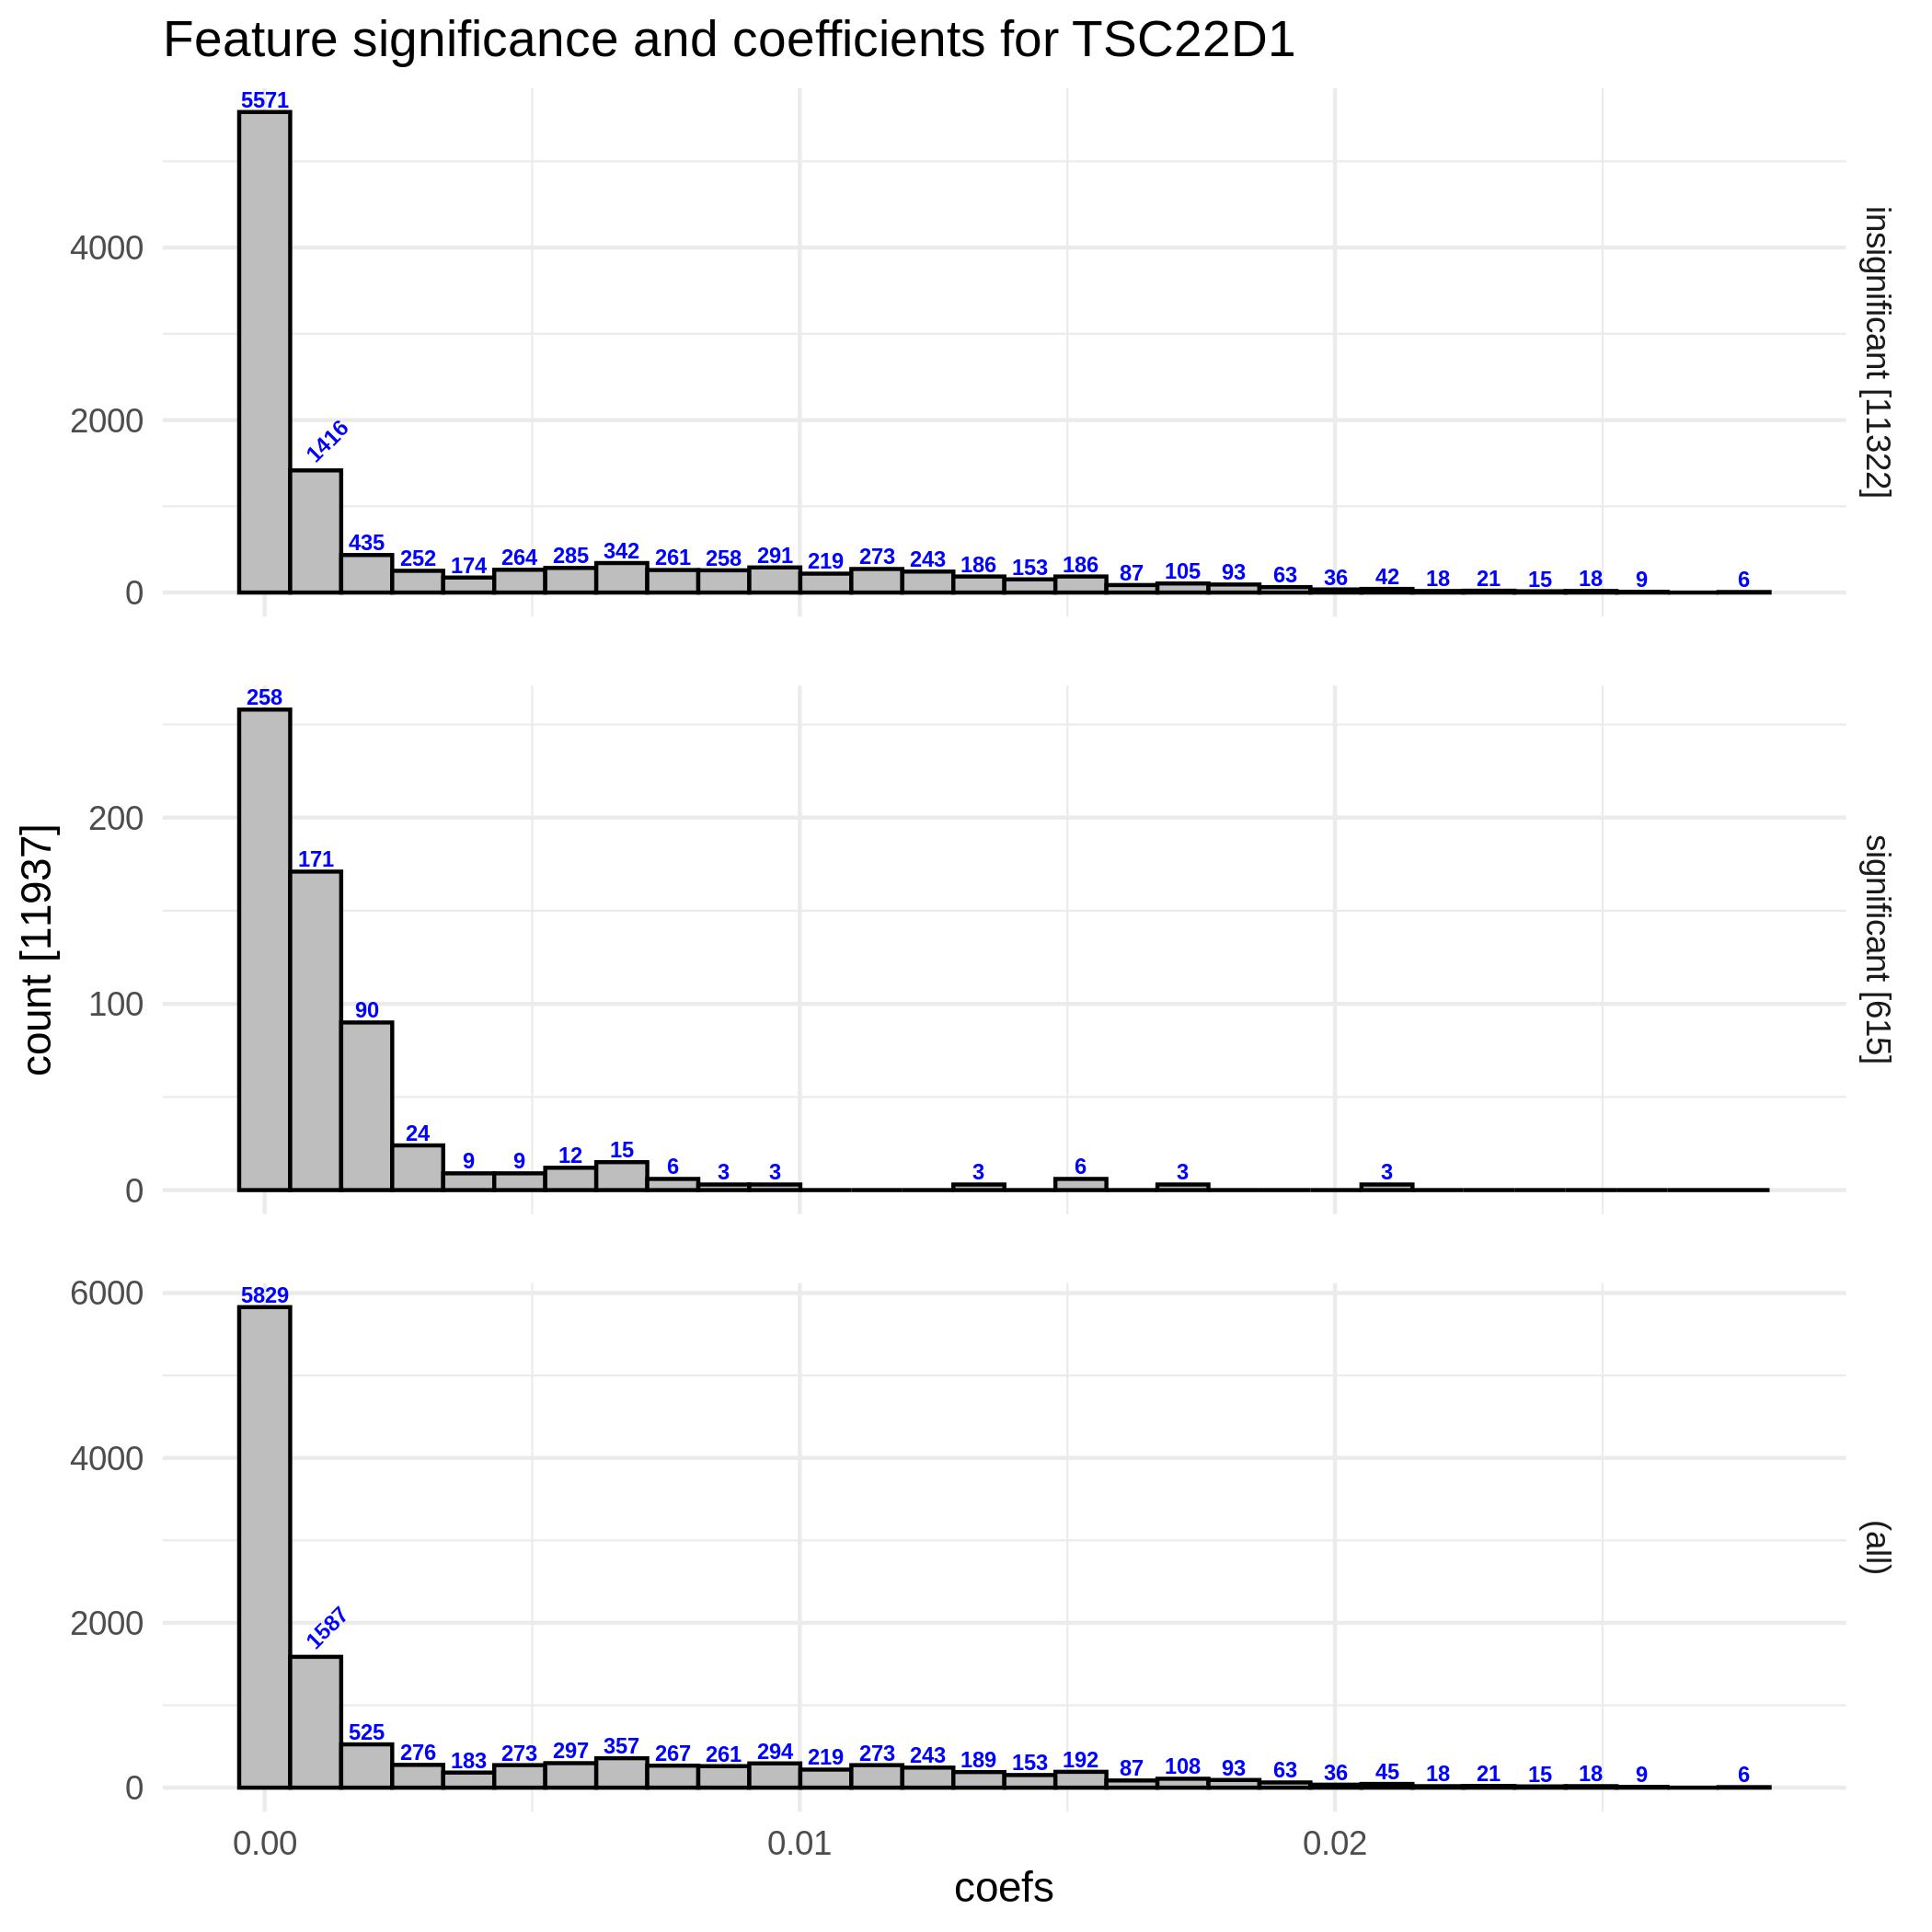 Feature significance and coefficients for TSC22D1
5571
1416
435 252 174 264 285 342 261 258 291 219 273 243 186 153 186 87 105 93 63 36 42 18 21 15 18 9 6
4000
2000
0
insignificant [11322]
258
171
90
24
9 9 12 15 6 3 3 3 6 3 3
200
100
0
significant [615]
count [11937]
5829
1587
525 276 183 273 297 357 267 261 294 219 273 243 189 153 192 87 108 93 63 36 45 18 21 15 18 9 6
6000
4000
2000
0
(all)
0.00 0.01 0.02
coefs